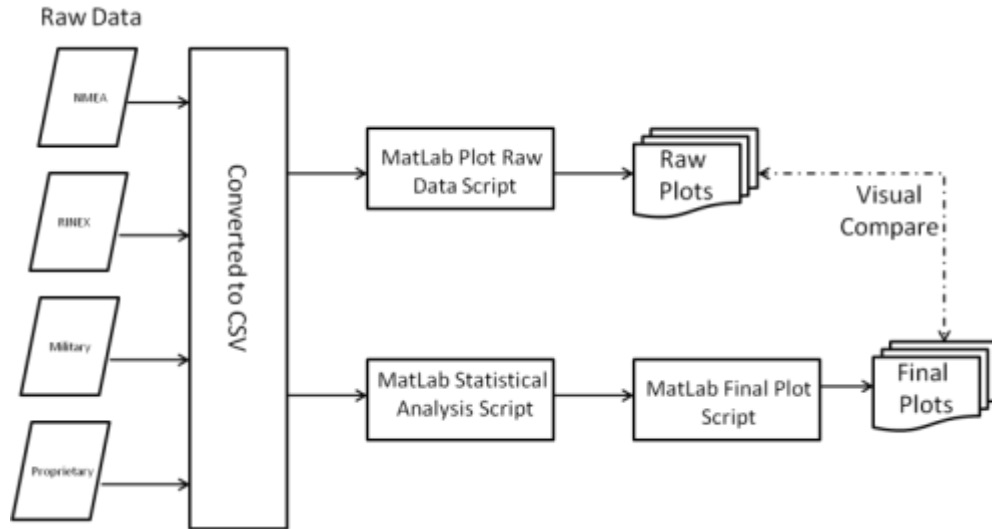 Raw Data
NMEA
RINEX
Military
Proprietary
Converted to CSV
MatLab Plot Raw
Data Script
Raw
Plots
Visual
Compare
MatLab Statistical
Analysis Script
MatLab Final Plot
Script
Final
Plots